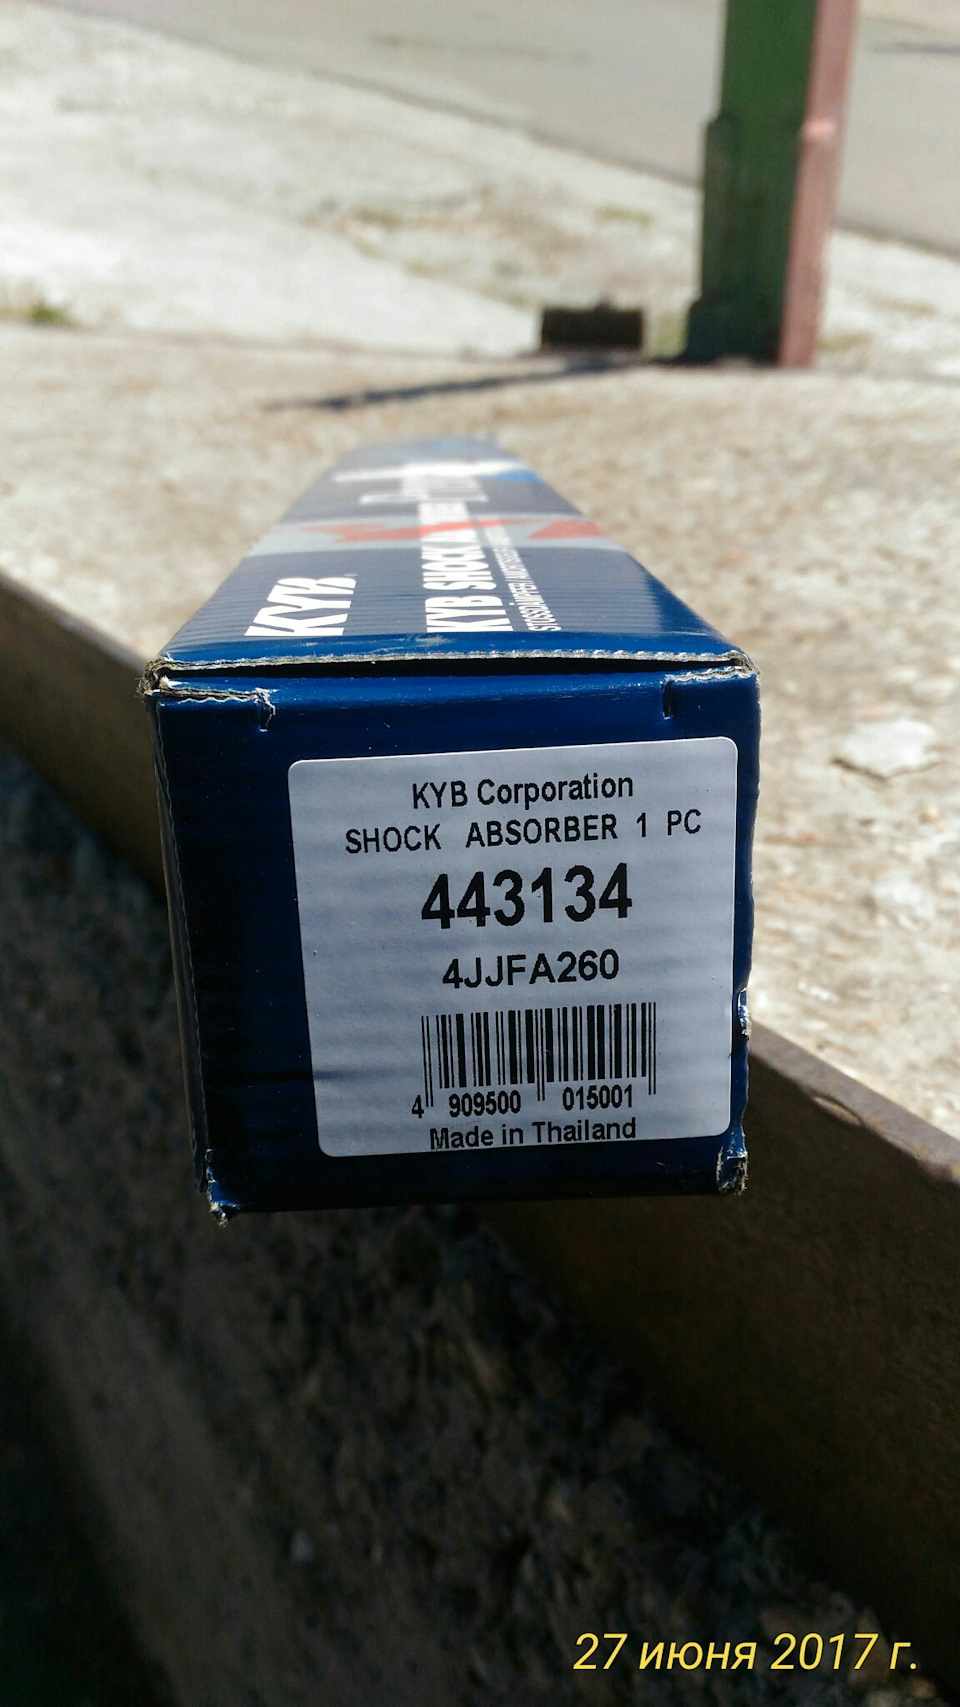 KYB
KYB SHOCK
STOSSDÄMPFER
KYB Corporation
SHOCK ABSORBER 1 PC
443134
4JJFA260
4 909500 015001
Made in Thailand
27 июня 2017 г.